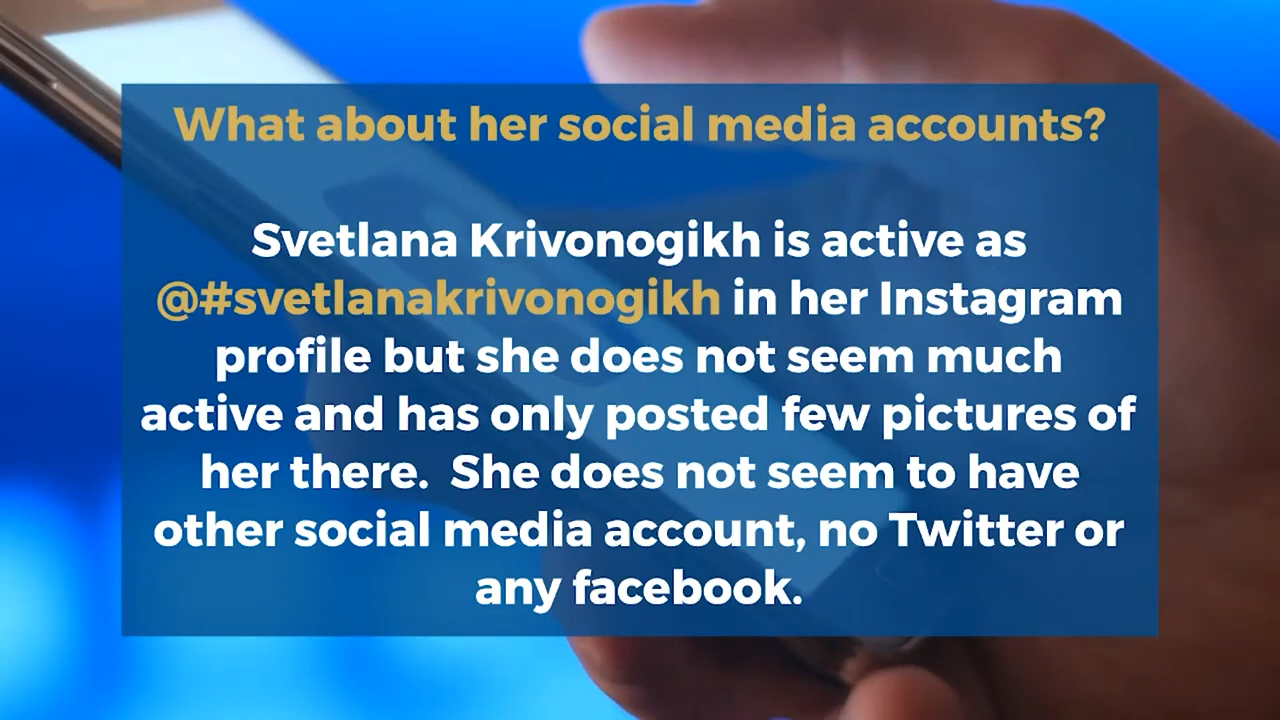 What about her social media accounts?
Svetlana Krivonogikh is active as
@#svetlanakrivonogikh in her Instagram
profile but she does not seem much
active and has only posted few pictures of
her there.  She does not seem to have
other social media account, no Twitter or
any facebook.